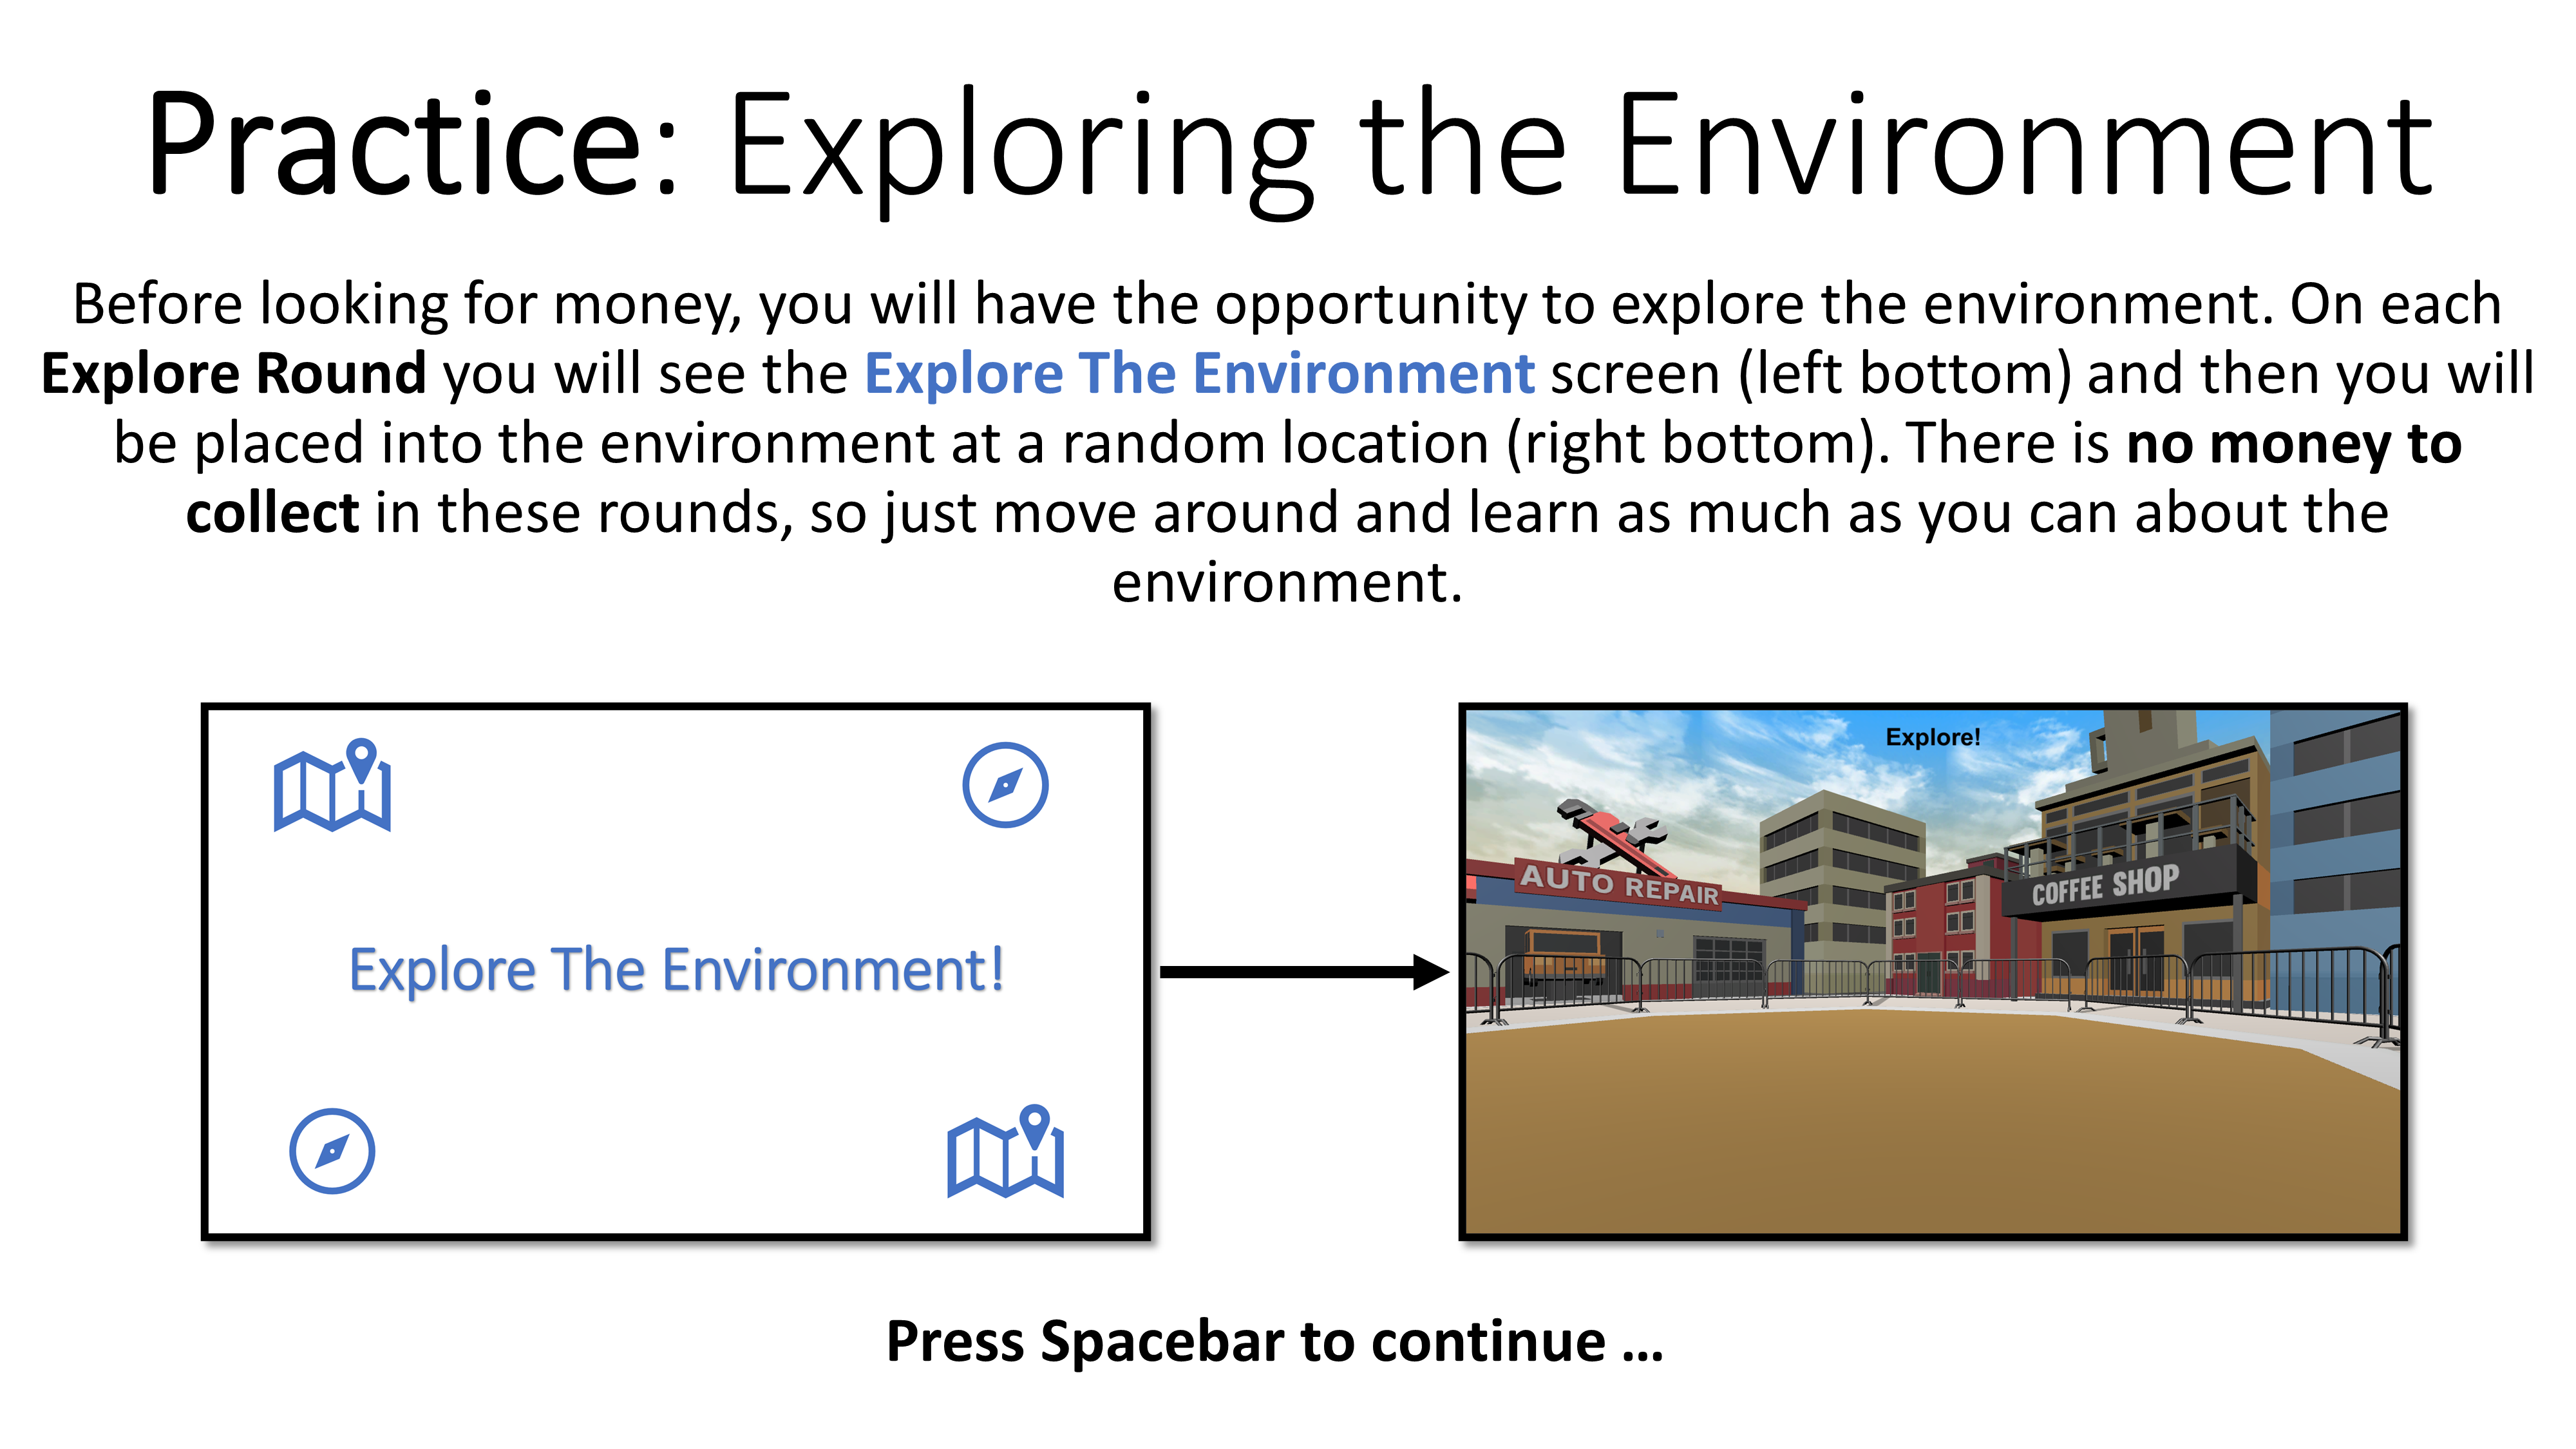 Practice: Exploring the Environment
Before looking for money, you will have the opportunity to explore the environment. On each
Explore Round you will see the Explore The Environment screen (left bottom) and then you will
be placed into the environment at a random location (right bottom). There is no money to
collect in these rounds, so just move around and learn as much as you can about the
environment.
Explore The Environment!
Explore!
AUTO REPAIR
COFFEE SHOP
Press Spacebar to continue …